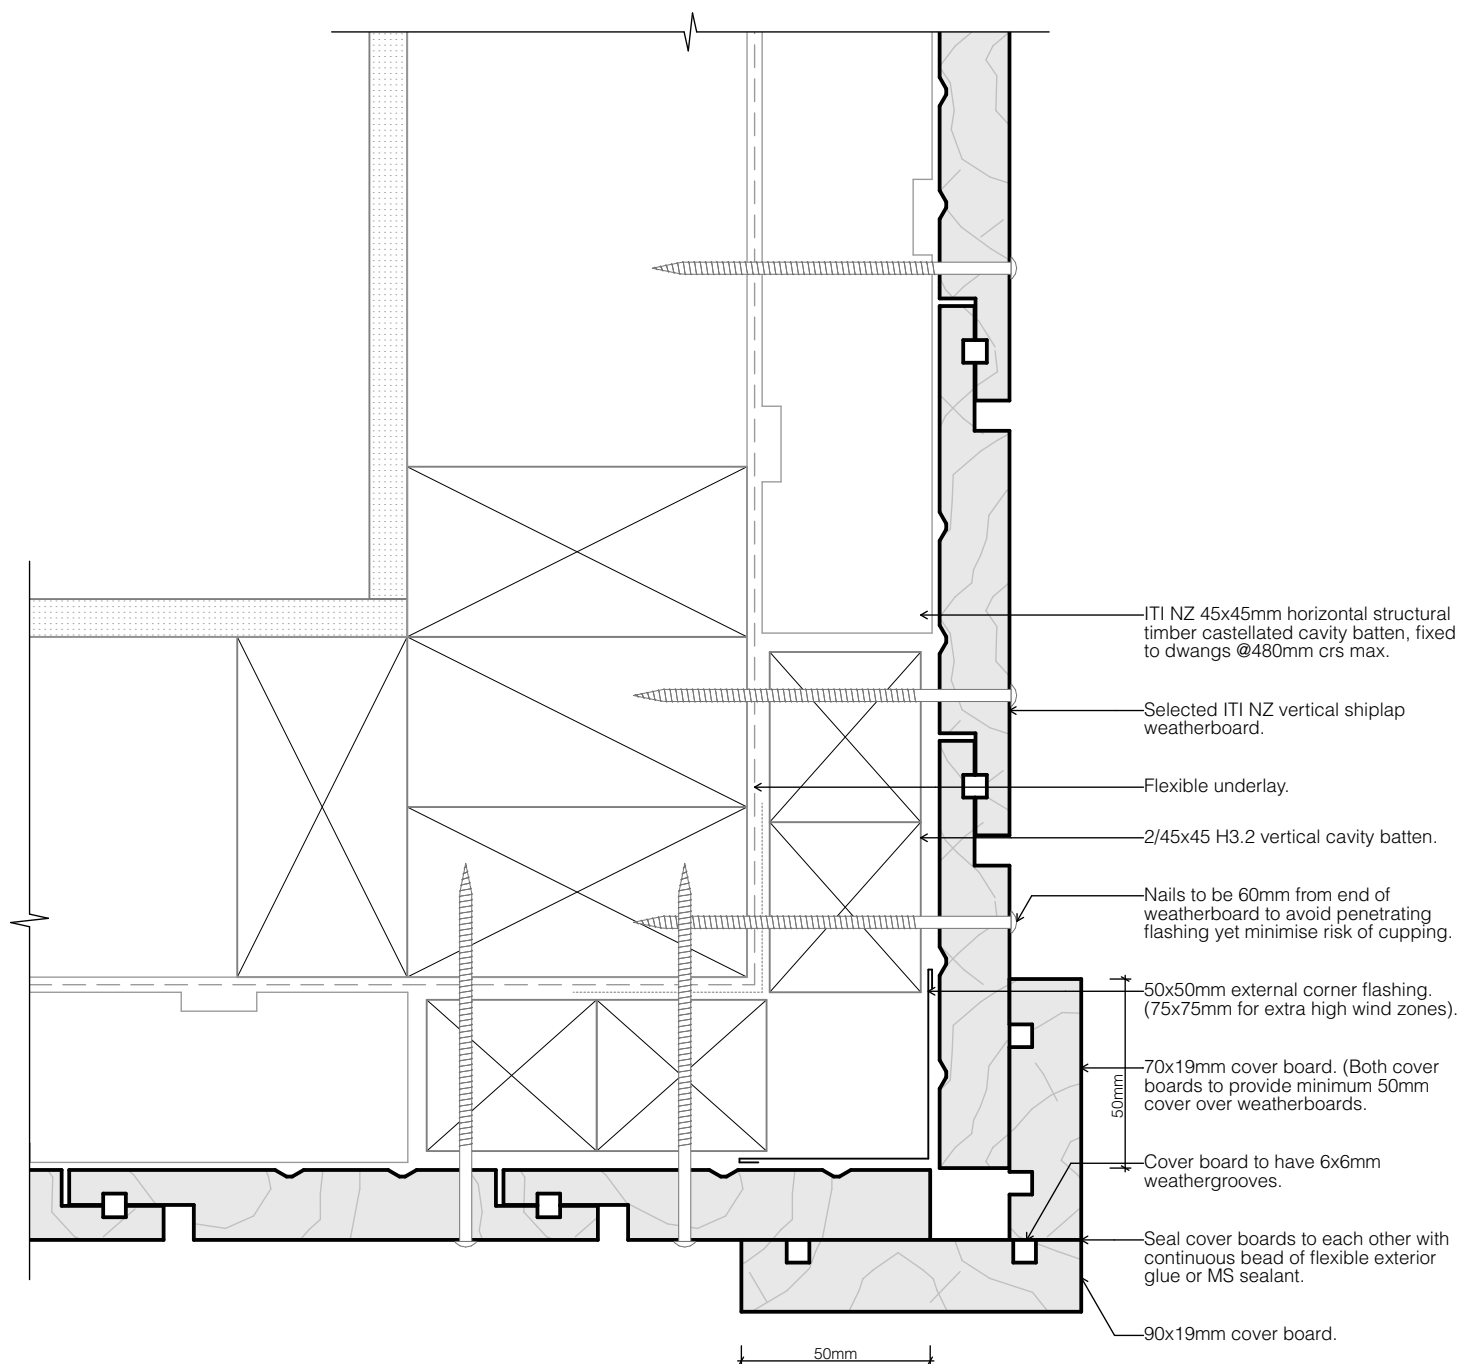 ITI NZ 45x45mm horizontal structural
timber castellated cavity batten, fixed
to dwangs @480mm crs max.
Selected ITI NZ vertical shiplap
weatherboard.
Flexible underlay.
2/45x45 H3.2 vertical cavity batten.
Nails to be 60mm from end of
weatherboard to avoid penetrating
flashing yet minimise risk of cupping.
50x50mm external corner flashing.
(75x75mm for extra high wind zones).
70x19mm cover board. (Both cover
boards to provide minimum 50mm
cover over weatherboards.
50mm
Cover board to have 6x6mm
weathergrooves.
Seal cover boards to each other with
continuous bead of flexible exterior
glue or MS sealant.
90x19mm cover board.
50mm